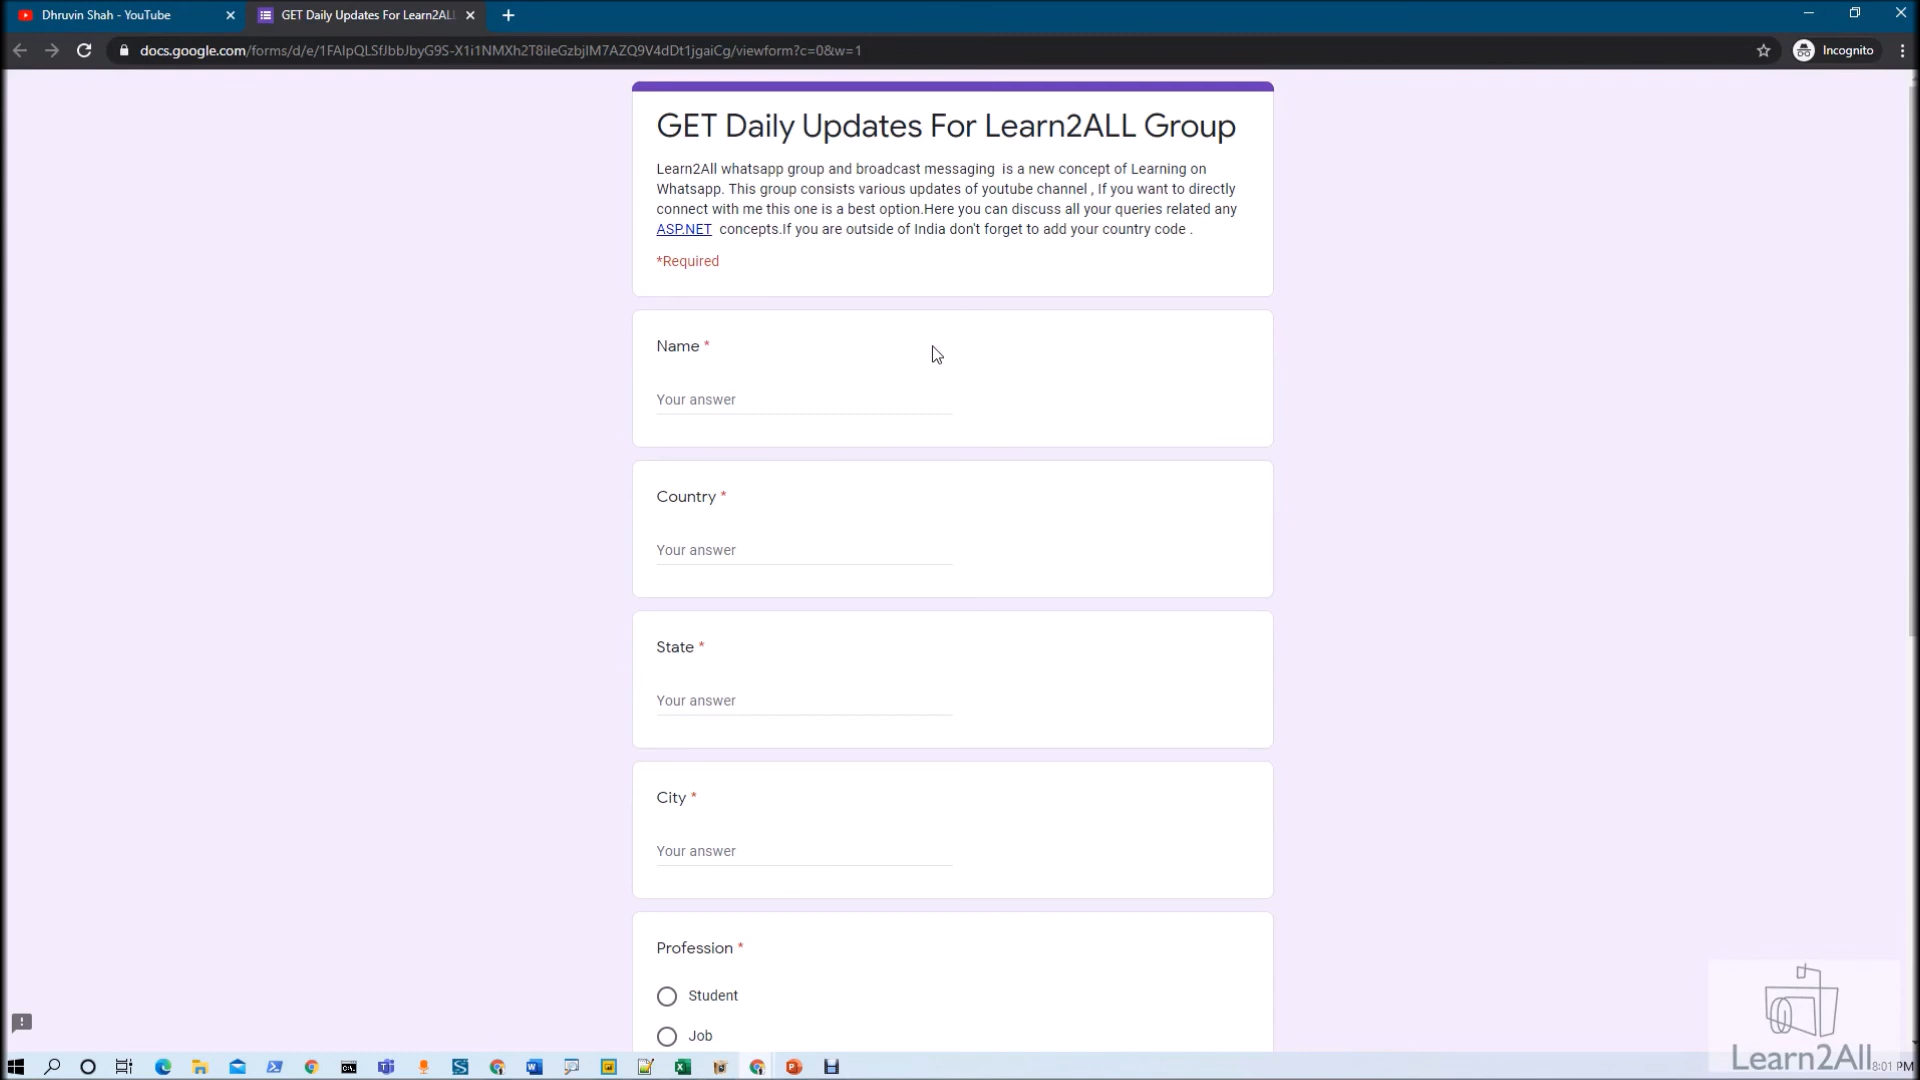 Dhruvin Shah - YouTube
GET Daily Updates For Learn2ALL
docs.google.com/forms/d/e/1FAIpQLSfJbbJbyG9S-X1i1NMXh2T8iIeGzbjlM7AZQ9V4dDt1jgaiCg/viewform?c=0&w=1
Incognito
GET Daily Updates For Learn2ALL Group
Learn2All whatsapp group and broadcast messaging is a new concept of Learning on
Whatsapp. This group consists various updates of youtube channel , If you want to directly
connect with me this one is a best option.Here you can discuss all your queries related any
ASP.NET concepts.If you are outside of India don't forget to add your country code .
*Required
Name *
Your answer
Country *
Your answer
State *
Your answer
City *
Your answer
Profession *
Student
Job
Learn2All
8:01 PM